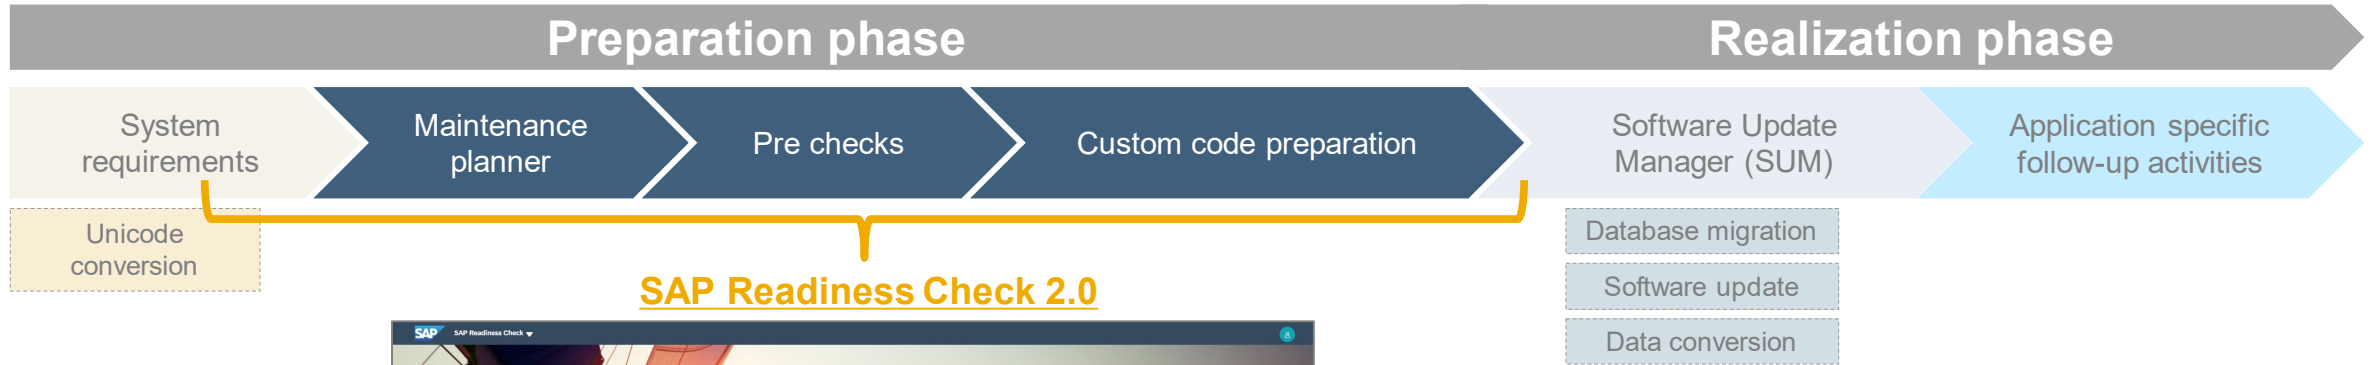 Preparation phase
Realization phase
System
requirements
Maintenance
planner
Pre checks
Custom code preparation
Software Update
Manager (SUM)
Application specific
follow-up activities
Unicode
conversion
Database migration
Software update
Data conversion
SAP Readiness Check 2.0
SAP SAP Readiness Check